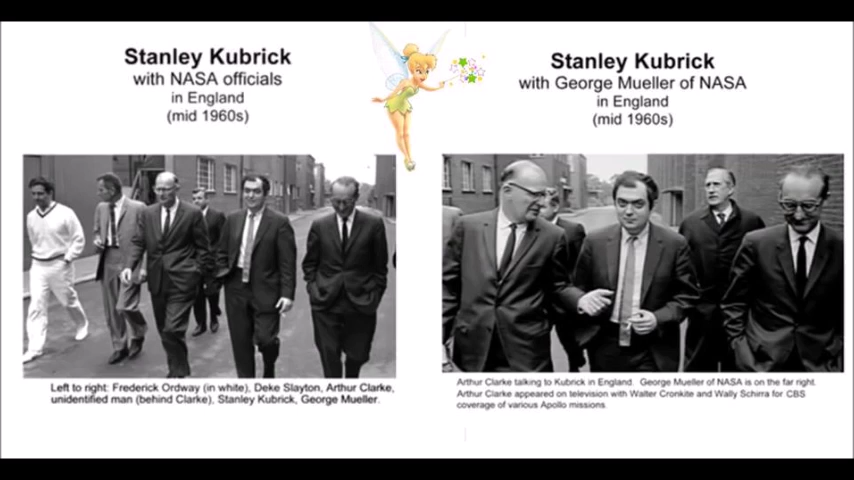 Stanley Kubrick
with NASA officials
in England
(mid 1960s)
Left to right: Frederick Ordway (in white), Deke Slayton, Arthur Clarke,
unidentified man (behind Clarke), Stanley Kubrick, George Mueller.
Stanley Kubrick
with George Mueller of NASA
in England
(mid 1960s)
Arthur Clarke talking to Kubrick in England. George Mueller of NASA is on the far right.
Arthur Clarke appeared on television with Walter Cronkite and Wally Schirra for CBS
coverage of various Apollo missions.